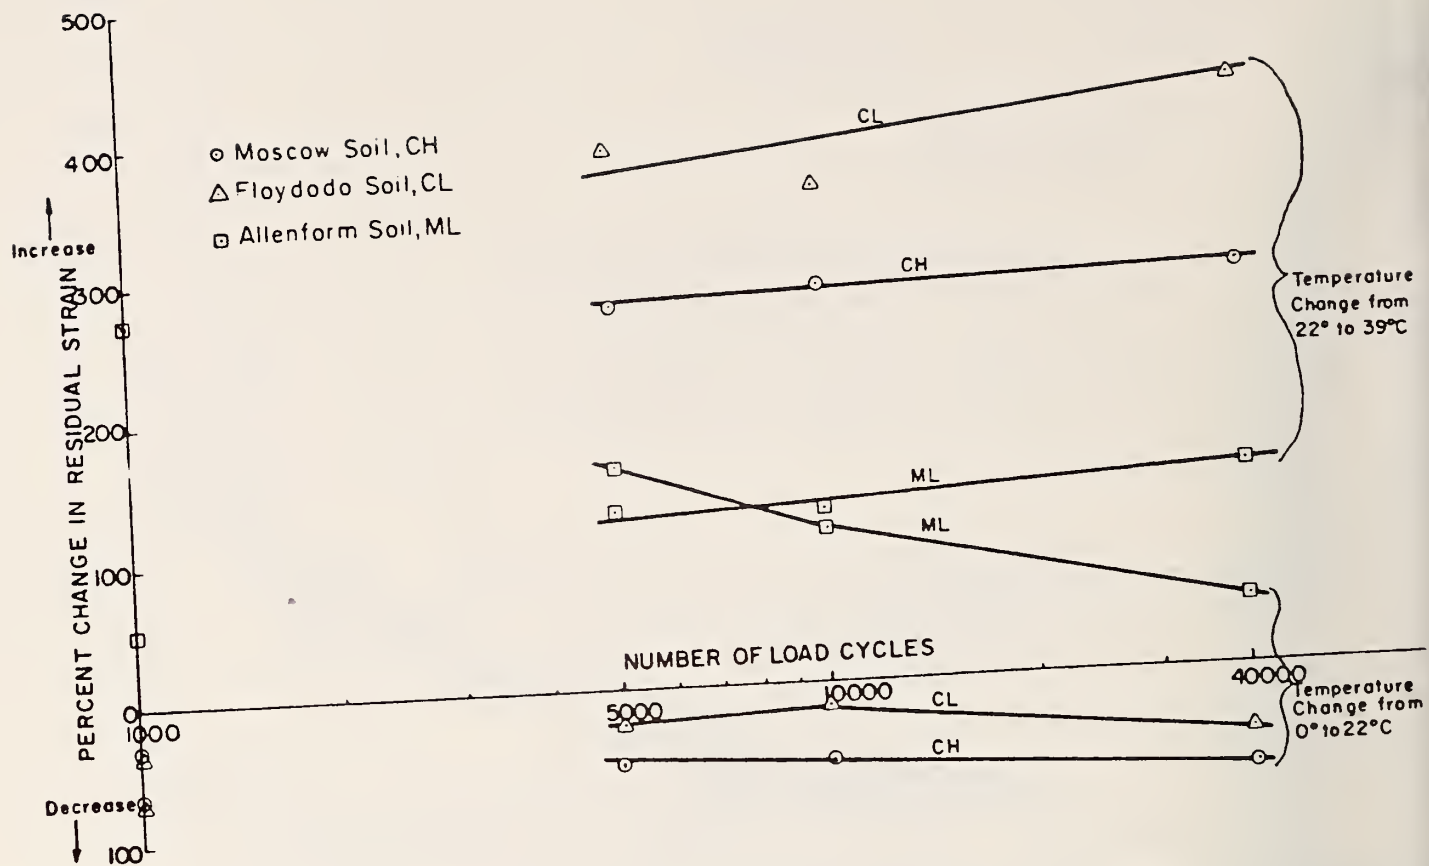 500
400
300
200
100
0
100
Increase
Decrease
PERCENT CHANGE IN RESIDUAL STRAIN
Moscow Soil, CH
Floydodo Soil, CL
Allenform Soil, ML
CL
CH
ML
ML
Temperature
Change from
22° to 39°C
NUMBER OF LOAD CYCLES
1000
5000
10000
40000
CL
CH
Temperature
Change from
0° to 22°C